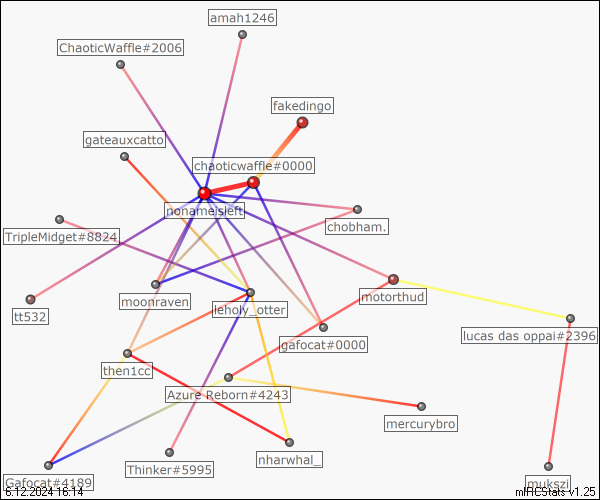 amah1246
ChaoticWaffle#2006
fakedingo
gateauxcatto
chaoticwaffle#0000
nonameisleft
chobham.
TripleMidget#8824
moonraven
leholy_otter
motorthud
tt532
lucas das oppai#2396
gafocat#0000
then1cc
Azure Reborn#4243
mercurybro
Gafocat#4189
Thinker#5995
nharwhal_
mukszi
6.12.2024 16.14
mIRCStats v1.25